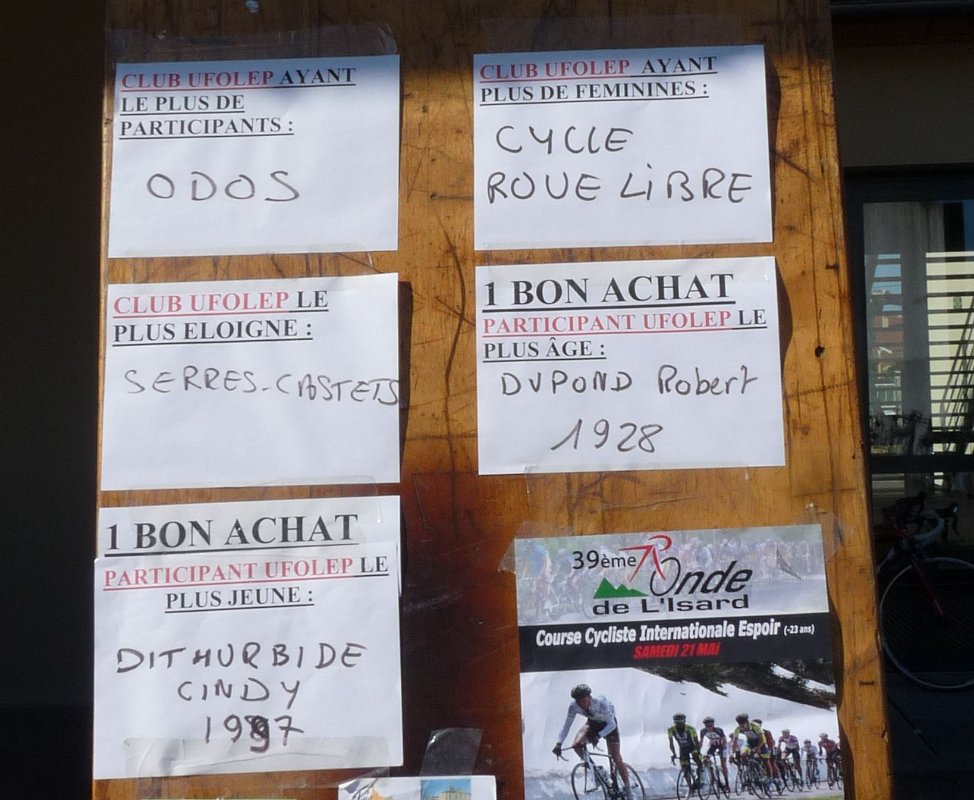 CLUB UFOLEP AYANT
LE PLUS DE
PARTICIPANTS :
ODOS
CLUB UFOLEP AYANT
PLUS DE FEMININES :
CYCLE
ROUE LiBRE
CLUB UFOLEP LE
PLUS ELOIGNE :
SERRES-CASTETS
1 BON ACHAT
PARTICIPANT UFOLEP LE
PLUS ÂGE :
DUPOND Robert
1928
1 BON ACHAT
PARTICIPANT UFOLEP LE
PLUS JEUNE :
DITHURBIDE
CINDY
1997
39ème Ronde
de L'Isard
Course Cycliste Internationale Espoir (-23 ans)
SAMEDI 21 MAi